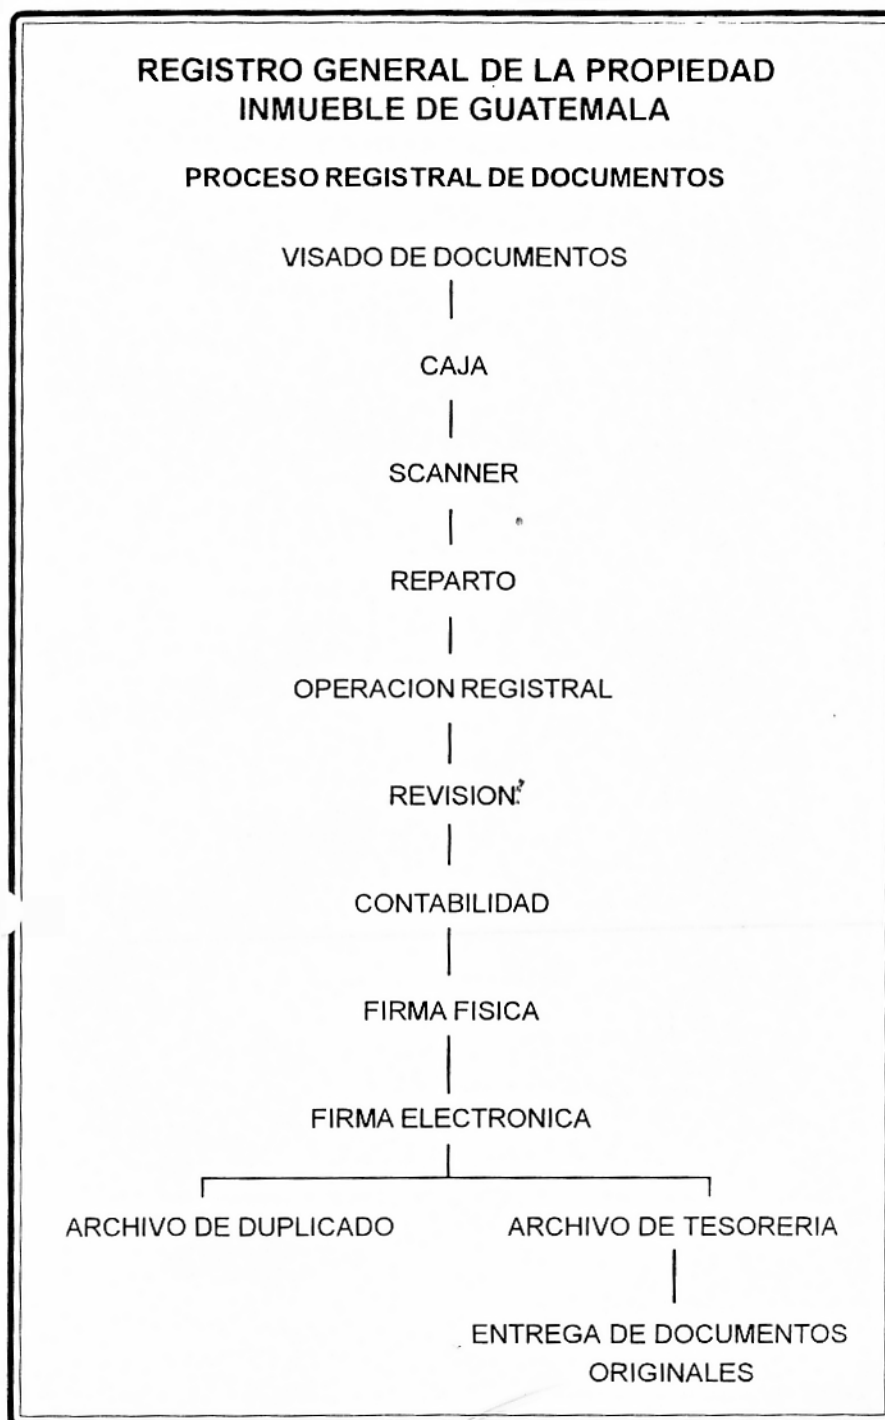 REGISTRO GENERAL DE LA PROPIEDAD
INMUEBLE DE GUATEMALA
PROCESO REGISTRAL DE DOCUMENTOS
VISADO DE DOCUMENTOS
CAJA
SCANNER
REPARTO
OPERACION REGISTRAL
REVISION
CONTABILIDAD
FIRMA FISICA
FIRMA ELECTRONICA
ARCHIVO DE DUPLICADO
ARCHIVO DE TESORERIA
ENTREGA DE DOCUMENTOS
ORIGINALES